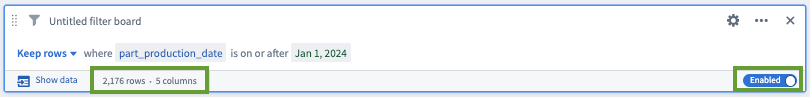 Untitled filter board
Keep rows where part_production_date is on or after Jan 1, 2024
Show data 2,176 rows · 5 columns Enabled